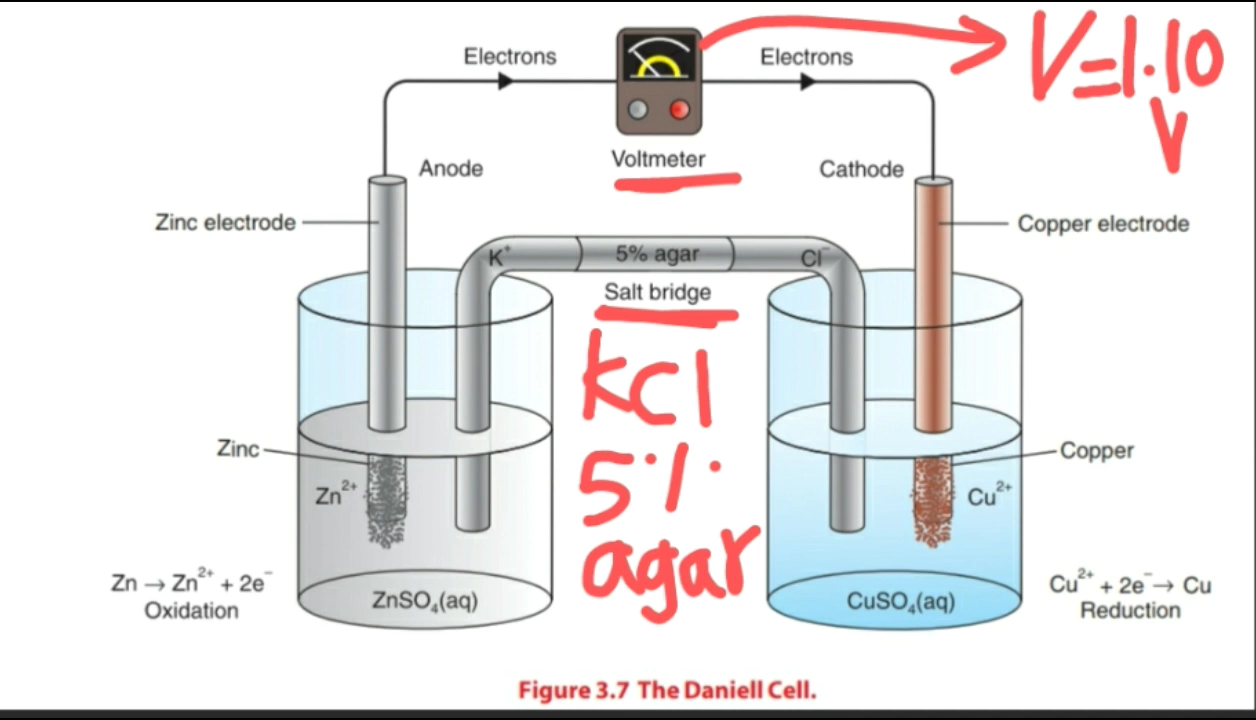 Electrons
Electrons
V=1.10
V
Anode
Voltmeter
Cathode
Zinc electrode
Copper electrode
K⁺
5% agar
Cl⁻
Salt bridge
KCl
5%
agar
Zinc
Copper
Zn²⁺
Cu²⁺
Zn → Zn²⁺ + 2e⁻
Oxidation
ZnSO₄(aq)
CuSO₄(aq)
Cu²⁺ + 2e⁻ → Cu
Reduction
Figure 3.7 The Daniell Cell.